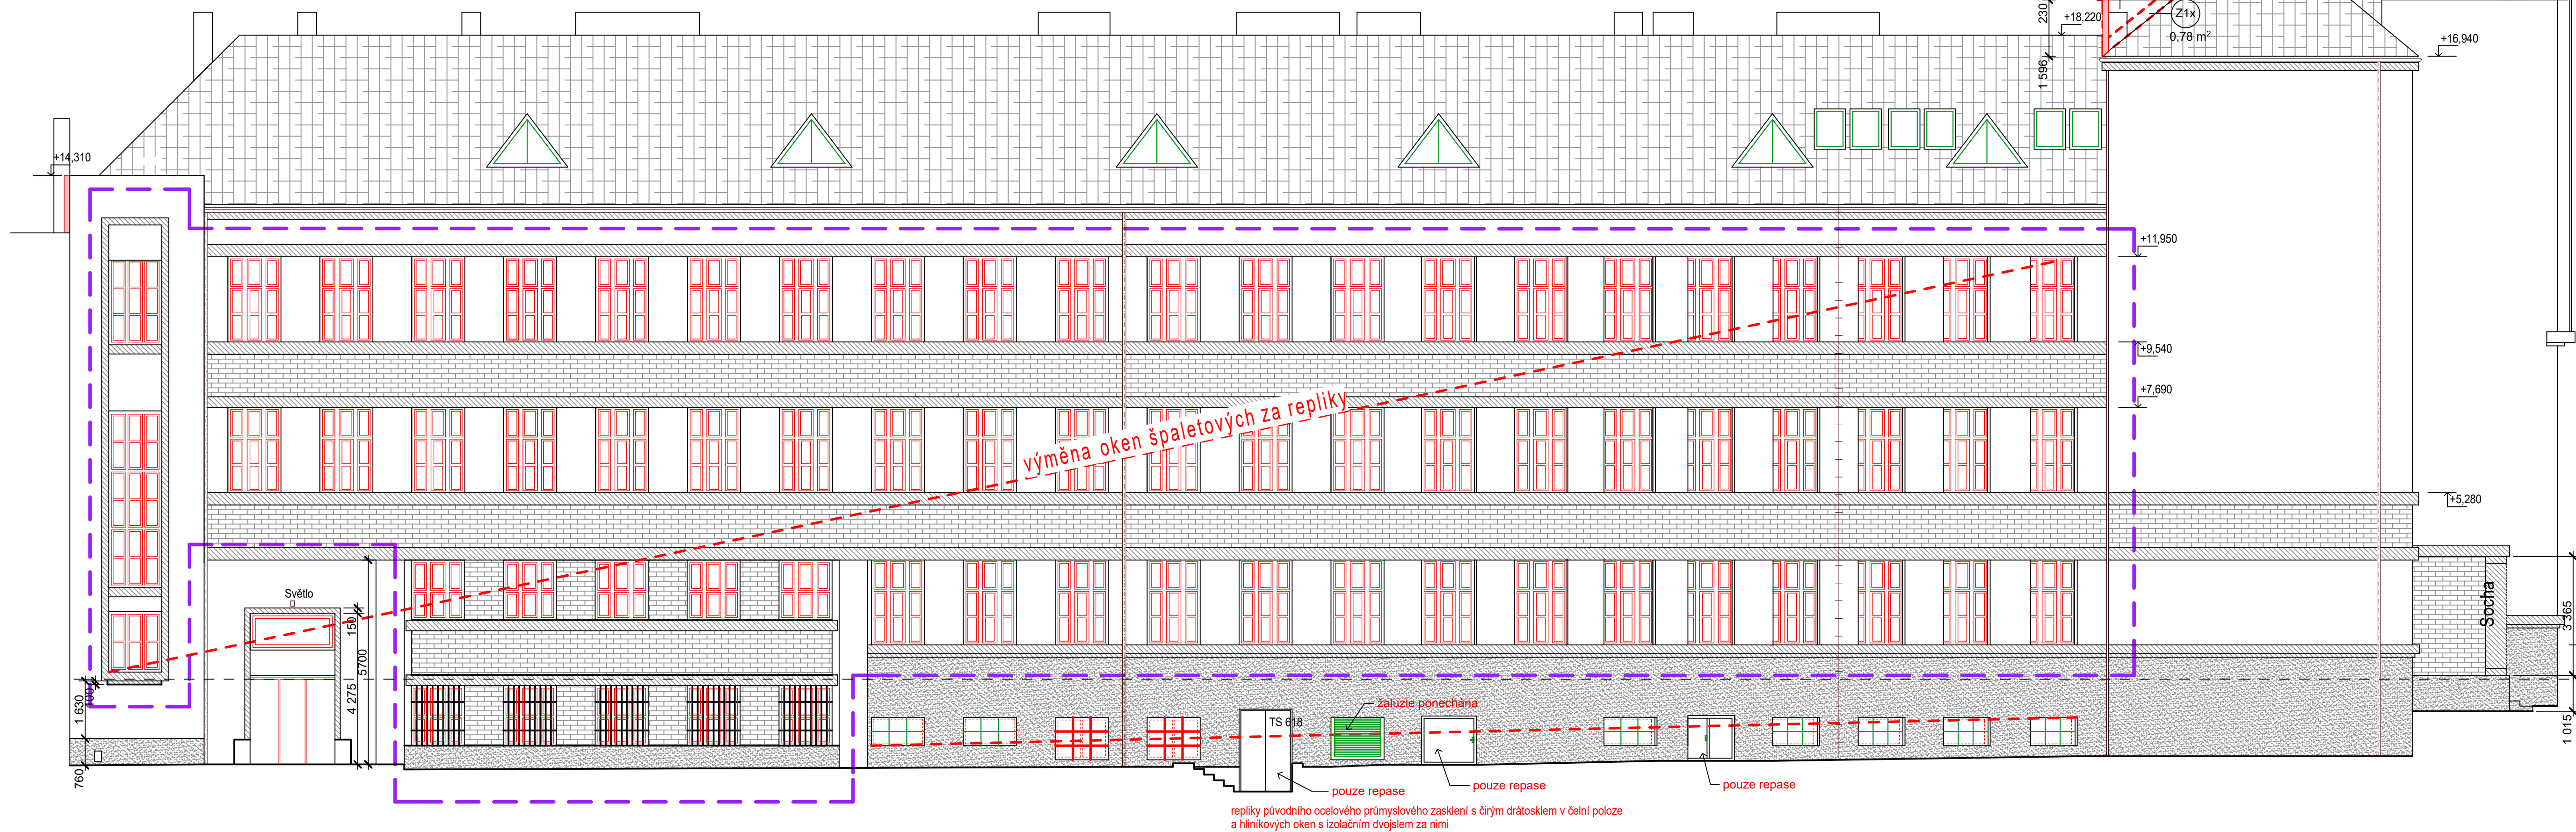 230
+18,220
Z1x
0,78 m²
+16,940
1 596
+14,310
+11,950
+9,540
+7,690
výměna oken špaletových za repliky
+5,280
Světlo
150
5700
4 275
1 630
100
760
Socha
3 365
1 015
žaluzie ponechána
TS 618
pouze repase
pouze repase
pouze repase
repliky původního ocelového průmyslového zasklení s čirým drátosklem v čelní poloze
a hliníkových oken s izolačním dvojslem za nimi